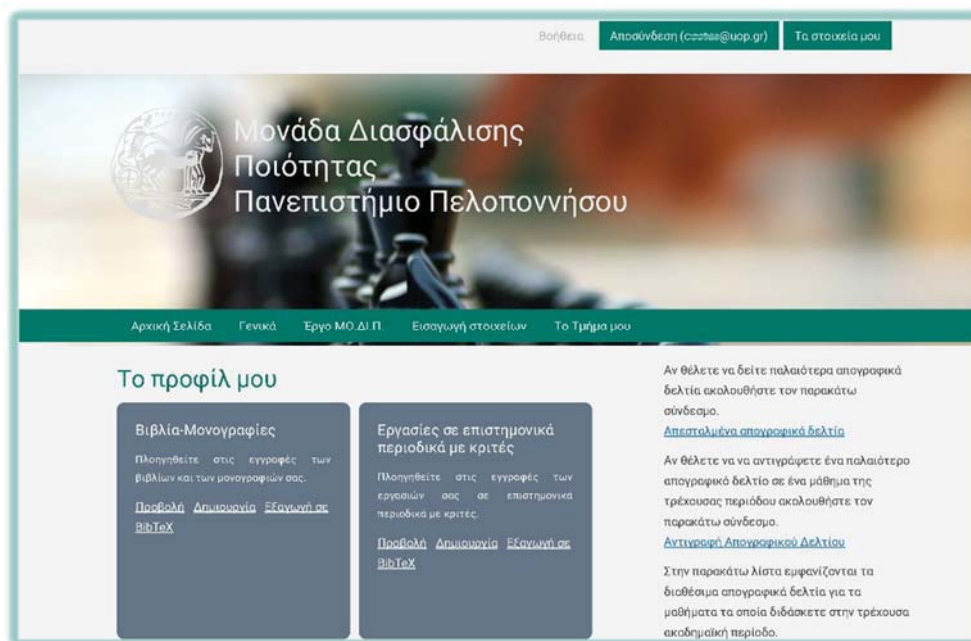 Βοήθεια Αποσύνδεση (costas@uop.gr) Τα στοιχεία μου
Μονάδα Διασφάλισης
Ποιότητας
Πανεπιστήμιο Πελοποννήσου
Αρχική Σελίδα Γενικά Έργο ΜΟ.ΔΙ.Π. Εισαγωγή στοιχείων Το Τμήμα μου
Το προφίλ μου
Βιβλία-Μονογραφίες
Πλοηγηθείτε στις εγγραφές των
βιβλίων και των μονογραφιών σας.
Προβολή Δημιουργία Εξαγωγή σε
BibTeX
Εργασίες σε επιστημονικά
περιοδικά με κριτές
Πλοηγηθείτε στις εγγραφές των
εργασιών σας σε επιστημονικά
περιοδικά με κριτές.
Προβολή Δημιουργία Εξαγωγή σε
BibTeX
Αν θέλετε να δείτε παλαιότερα απογραφικά
δελτία ακολουθήστε τον παρακάτω
σύνδεσμο.
Απεσταλμένα απογραφικά δελτία
Αν θέλετε να να αντιγράψετε ένα παλαιότερο
απογραφικό δελτίο σε ένα μάθημα της
τρέχουσας περιόδου ακολουθήστε τον
παρακάτω σύνδεσμο.
Αντιγραφή Απογραφικού Δελτίου
Στην παρακάτω λίστα εμφανίζονται τα
διαθέσιμα απογραφικά δελτία για τα
μαθήματα τα οποία διδάσκετε στην τρέχουσα
ακαδημαϊκή περίοδο.